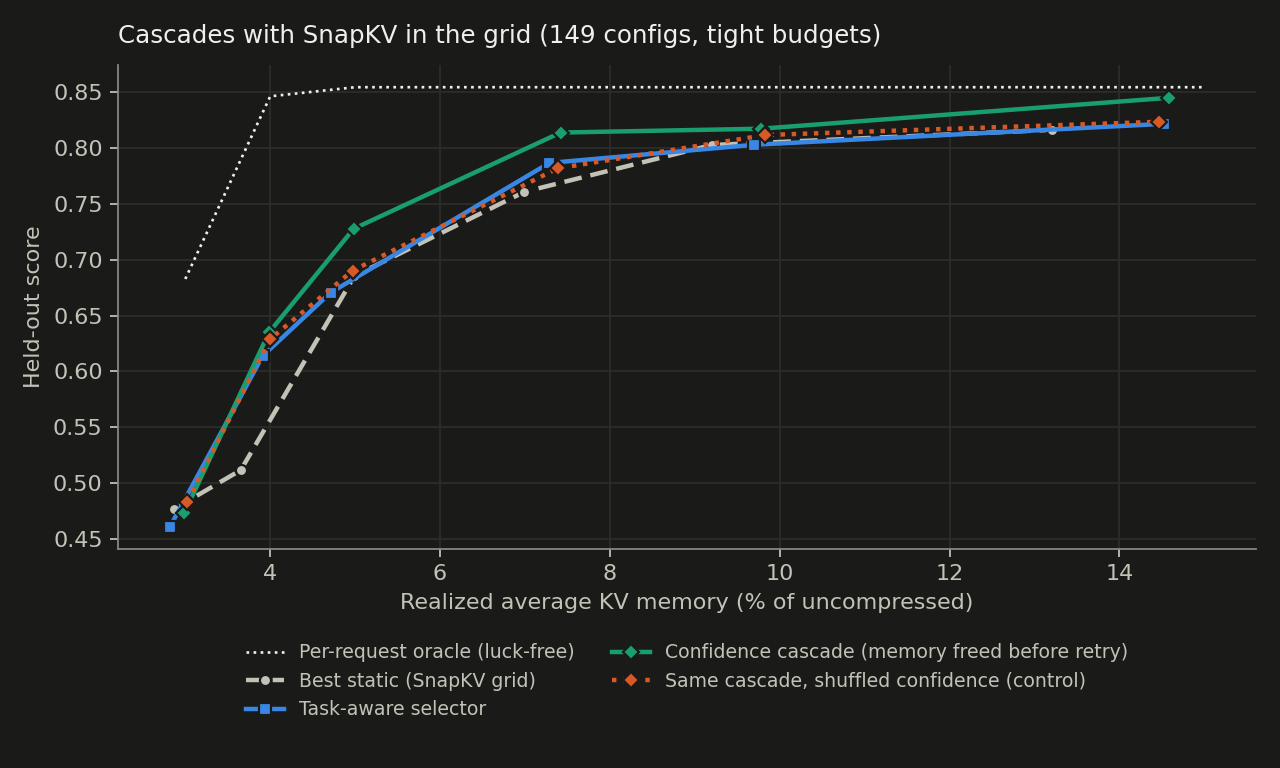 Cascades with SnapKV in the grid (149 configs, tight budgets)
0.85
0.80
0.75
0.70
0.65
0.60
0.55
0.50
0.45
Held-out score
4 6 8 10 12 14
Realized average KV memory (% of uncompressed)
Per-request oracle (luck-free)
Best static (SnapKV grid)
Task-aware selector
Confidence cascade (memory freed before retry)
Same cascade, shuffled confidence (control)